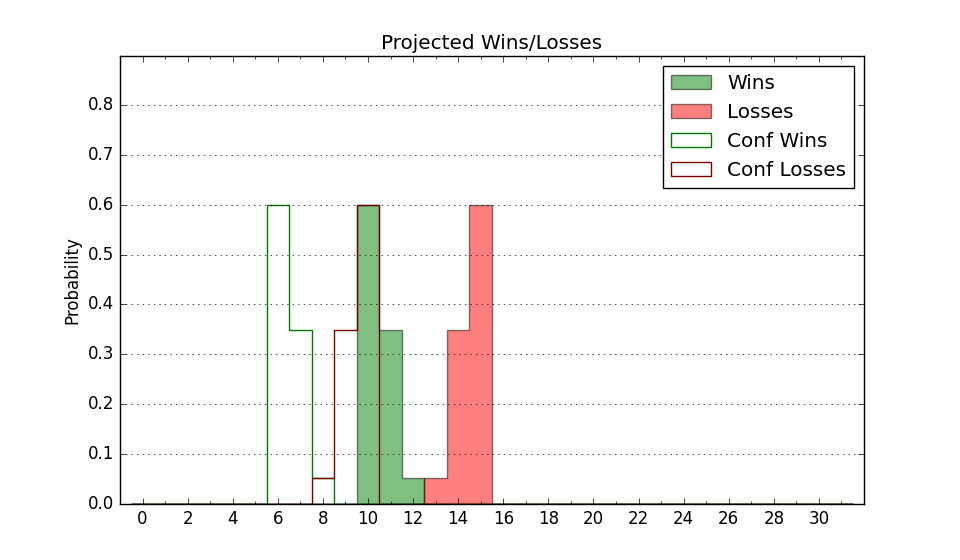 Projected Wins/Losses
Wins
Losses
Conf Wins
Conf Losses
Probability
0.8
0.7
0.6
0.5
0.4
0.3
0.2
0.1
0.0
0 2 4 6 8 10 12 14 16 18 20 22 24 26 28 30